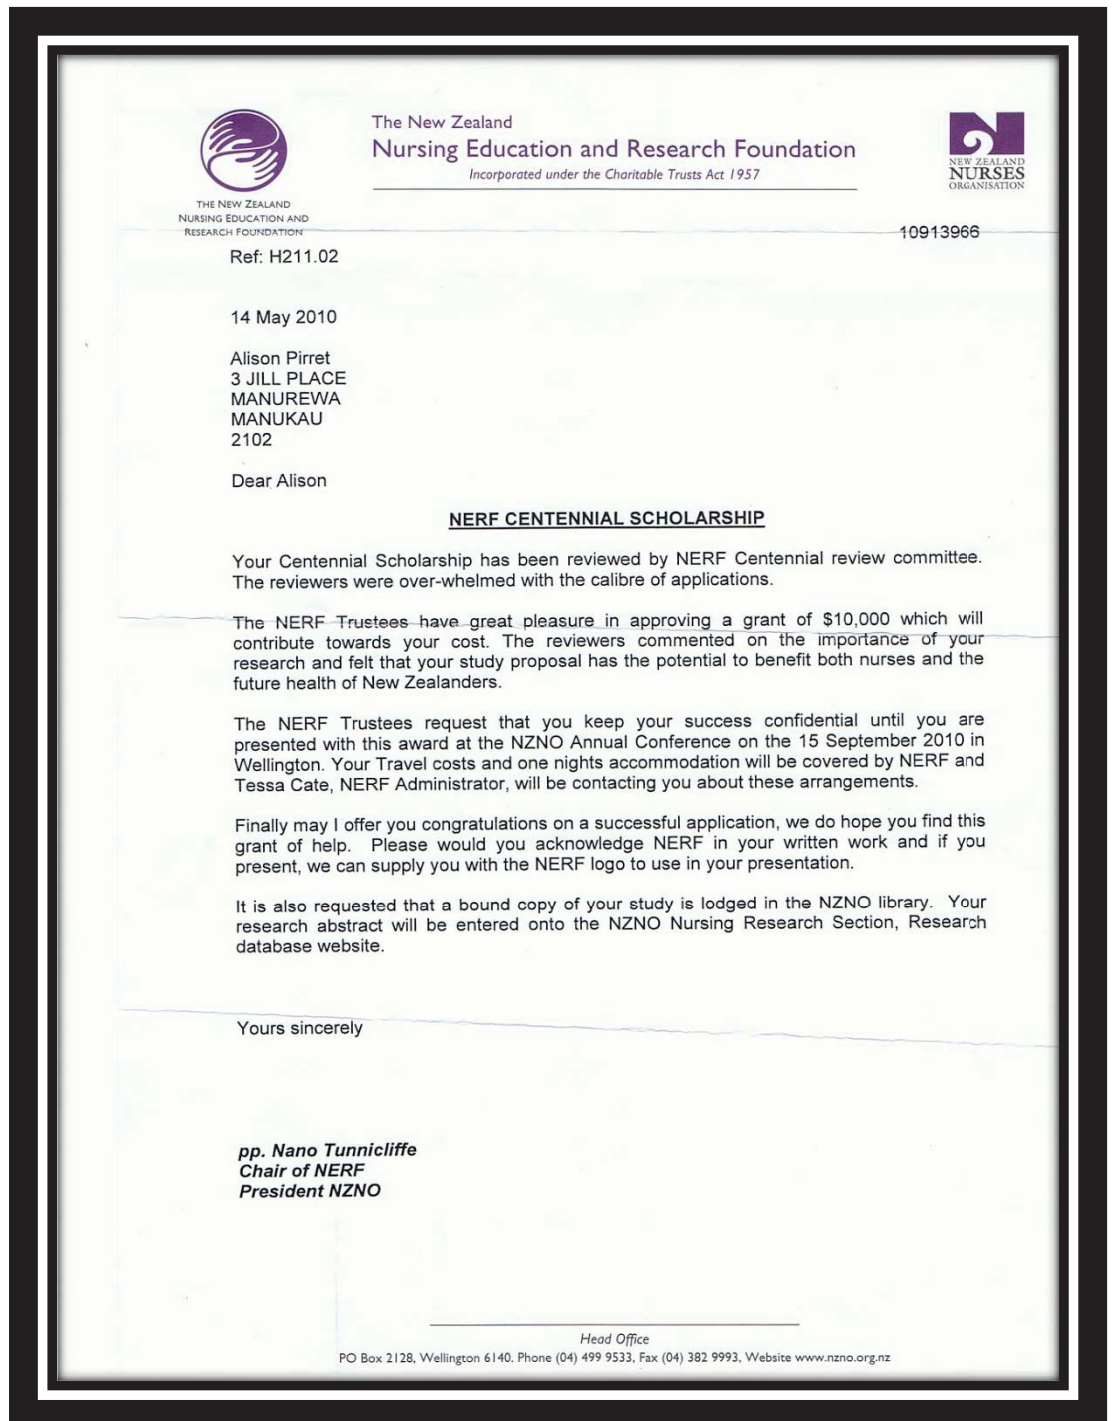 The New Zealand
Nursing Education and Research Foundation
Incorporated under the Charitable Trusts Act 1957
THE NEW ZEALAND
NURSING EDUCATION AND
RESEARCH FOUNDATION
NEW ZEALAND
NURSES
ORGANISATION
10913966
Ref: H211.02
14 May 2010
Alison Pirret
3 JILL PLACE
MANUREWA
MANUKAU
2102
Dear Alison
NERF CENTENNIAL SCHOLARSHIP
Your Centennial Scholarship has been reviewed by NERF Centennial review committee.
The reviewers were over-whelmed with the calibre of applications.
The NERF Trustees have great pleasure in approving a grant of $10,000 which will
contribute towards your cost. The reviewers commented on the importance of your
research and felt that your study proposal has the potential to benefit both nurses and the
future health of New Zealanders.
The NERF Trustees request that you keep your success confidential until you are
presented with this award at the NZNO Annual Conference on the 15 September 2010 in
Wellington. Your Travel costs and one nights accommodation will be covered by NERF and
Tessa Cate, NERF Administrator, will be contacting you about these arrangements.
Finally may I offer you congratulations on a successful application, we do hope you find this
grant of help. Please would you acknowledge NERF in your written work and if you
present, we can supply you with the NERF logo to use in your presentation.
It is also requested that a bound copy of your study is lodged in the NZNO library. Your
research abstract will be entered onto the NZNO Nursing Research Section, Research
database website.
Yours sincerely
pp. Nano Tunnicliffe
Chair of NERF
President NZNO
Head Office
PO Box 2128, Wellington 6140. Phone (04) 499 9533, Fax (04) 382 9993, Website www.nzno.org.nz